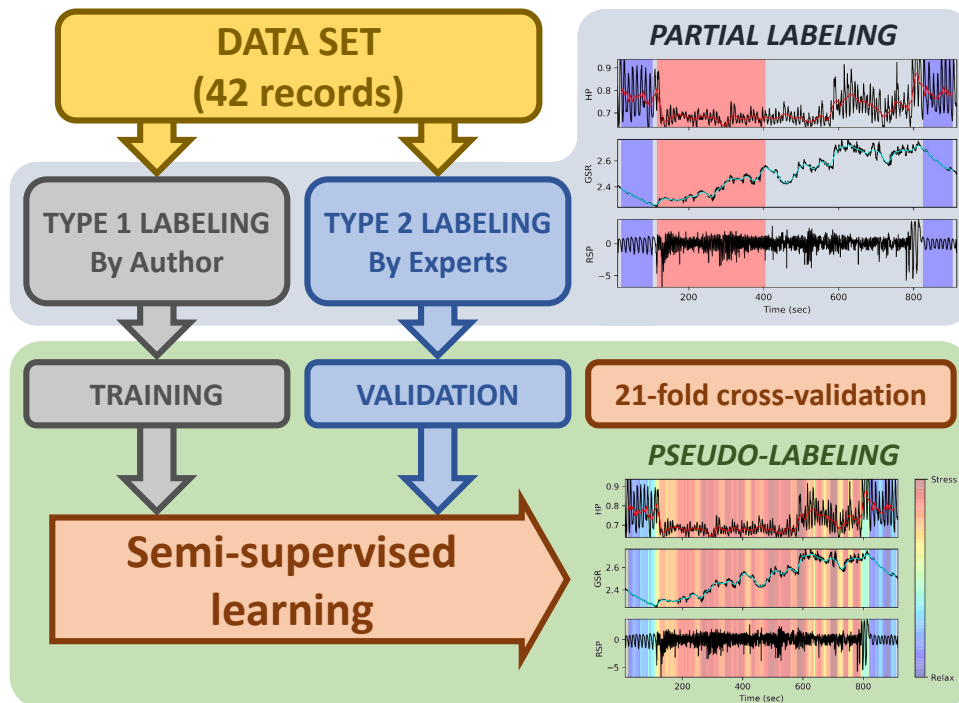 DATA SET
(42 records)
PARTIAL LABELING
0.9
0.7
HP
2.6
2.4
GSR
0
−5
RSP
200 400 600 800
Time (sec)
TYPE 1 LABELING
By Author
TYPE 2 LABELING
By Experts
TRAINING
VALIDATION
21-fold cross-validation
PSEUDO-LABELING
Semi-supervised
learning
0.9
0.8
0.7
HP
2.6
2.4
GSR
0
−5
RSP
200 400 600 800
Time (sec)
Stress
Relax